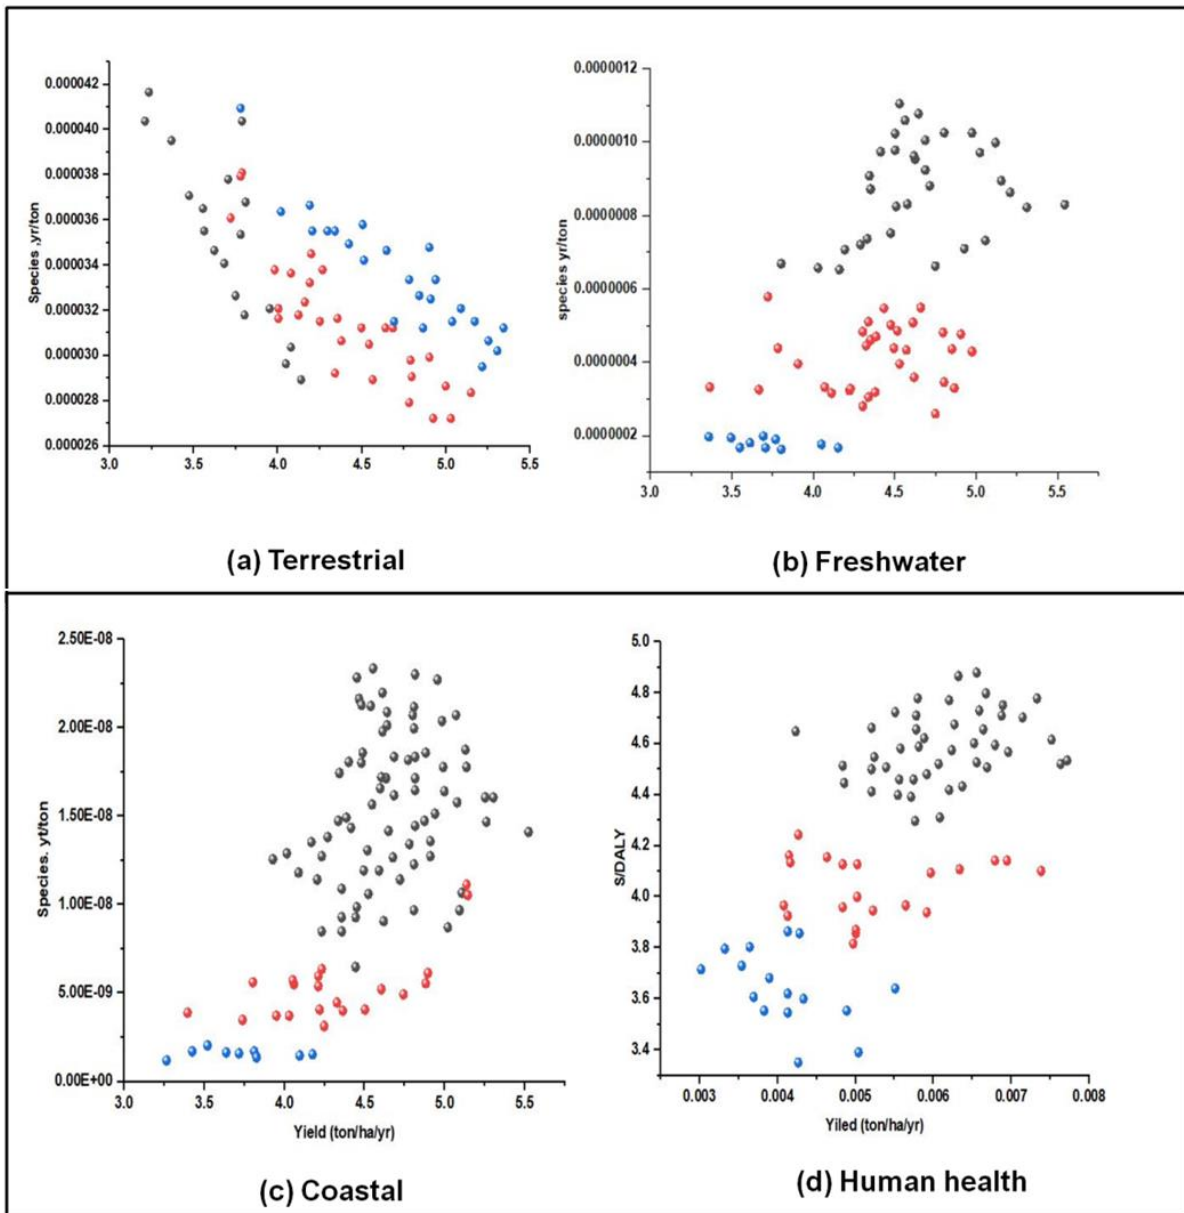 0.000042
0.000040
0.000038
0.000036
0.000034
0.000032
0.000030
0.000028
0.000026
Species ,yr/ton
3.0 3.5 4.0 4.5 5.0 5.5
(a) Terrestrial
0.0000012
0.0000010
0.0000008
0.0000006
0.0000004
0.0000002
species yr/ton
3.0 3.5 4.0 4.5 5.0 5.5
(b) Freshwater
2.50E-08
2.00E-08
1.50E-08
1.00E-08
5.00E-09
0.00E+00
Species. yt/ton
3.0 3.5 4.0 4.5 5.0 5.5
Yield (ton/ha/yr)
(c) Coastal
5.0
4.8
4.6
4.4
4.2
4.0
3.8
3.6
3.4
S/DALY
0.003 0.004 0.005 0.006 0.007 0.008
Yiled (ton/ha/yr)
(d) Human health